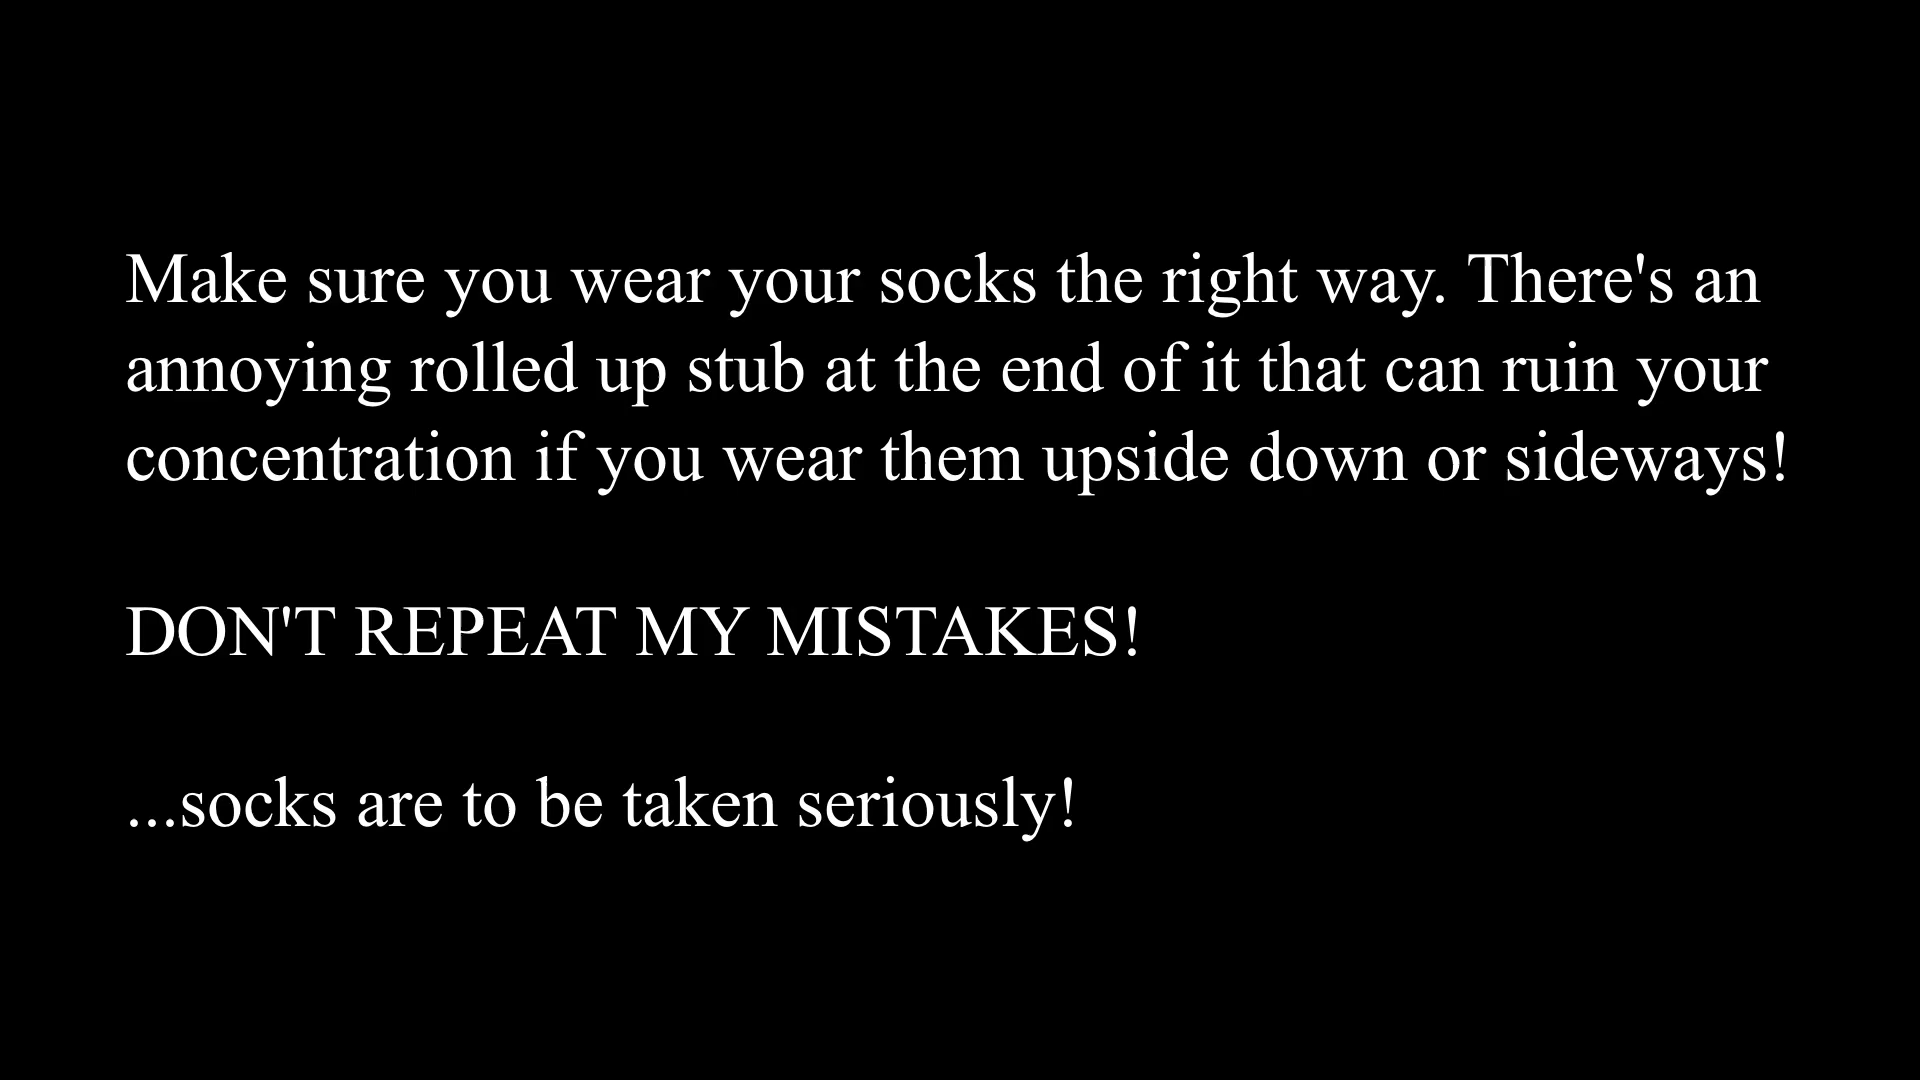 Make sure you wear your socks the right way. There's an
annoying rolled up stub at the end of it that can ruin your
concentration if you wear them upside down or sideways!
DON'T REPEAT MY MISTAKES!
...socks are to be taken seriously!